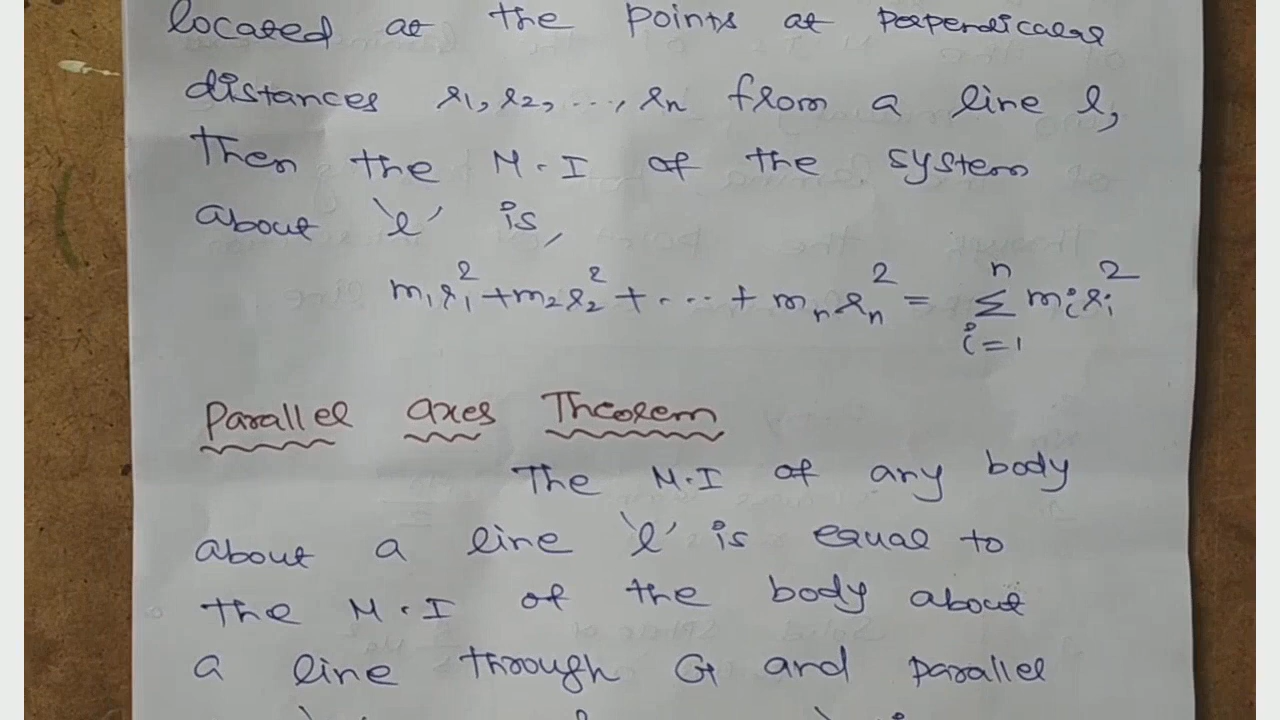 located at the points at perpendicular
distances r₁, r₂, ..., rₙ from a line l,
Then the M.I of the system
about 'l' is,
m₁r₁² + m₂r₂² + ... + mₙrₙ² = Σᵢ₌₁ⁿ mᵢrᵢ²
Parallel axes Theorem
The M.I of any body
about a line 'l' is equal to
the M.I of the body about
a line through G and parallel